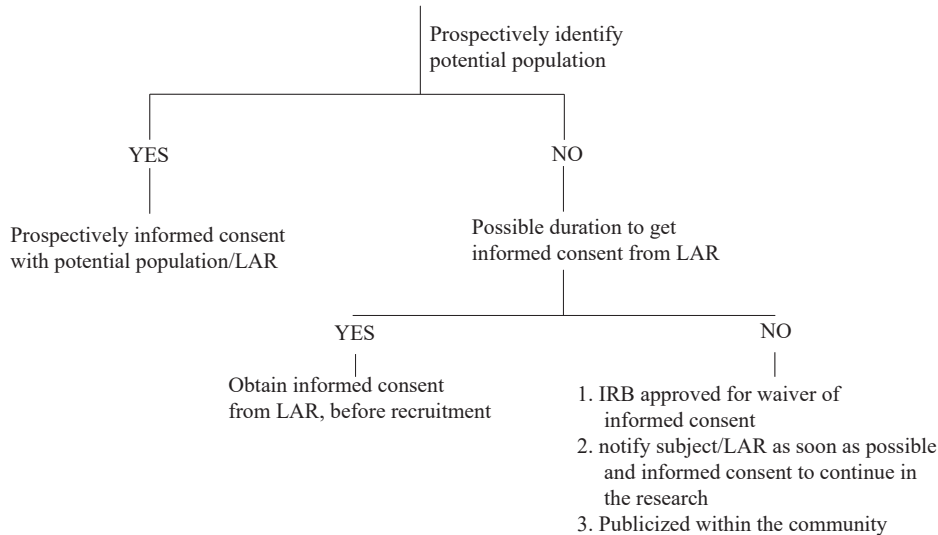 Prospectively identify
potential population
YES
NO
Prospectively informed consent
with potential population/LAR
Possible duration to get
informed consent from LAR
YES
NO
Obtain informed consent
from LAR, before recruitment
1. IRB approved for waiver of
informed consent
2. notify subject/LAR as soon as possible
and informed consent to continue in
the research
3. Publicized within the community